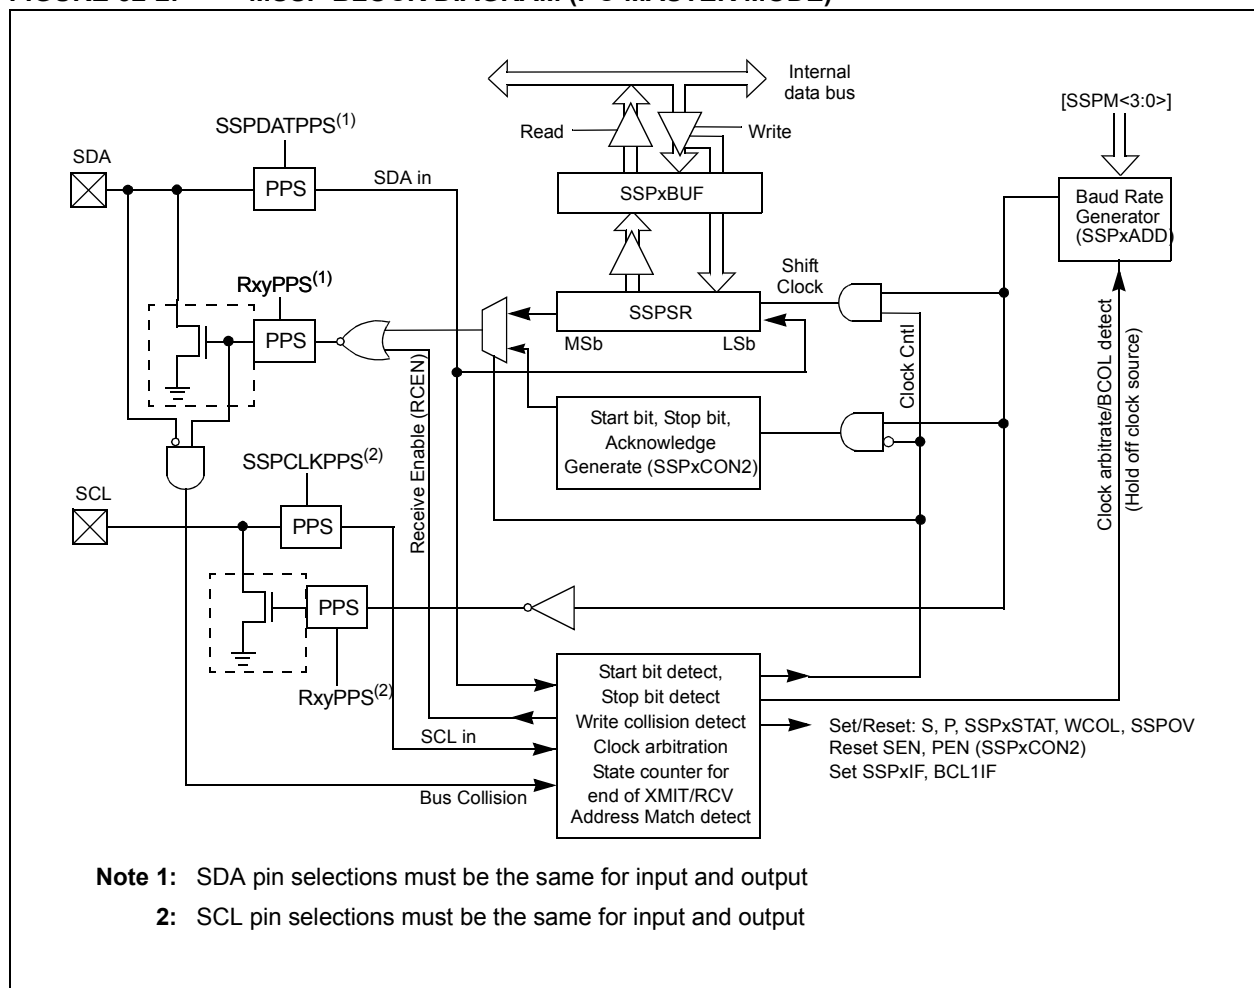 Internal
data bus
[SSPM<3:0>]
SSPDATPPS(1)
Read
Write
SDA
PPS
SDA in
SSPxBUF
Baud Rate
Generator
(SSPxADD)
RxyPPS(1)
Shift
Clock
SSPSR
MSb
LSb
PPS
Clock Cntl
Receive Enable (RCEN)
Start bit, Stop bit,
Acknowledge
Generate (SSPxCON2)
Clock arbitrate/BCOL detect
(Hold off clock source)
SSPCLKPPS(2)
SCL
PPS
PPS
RxyPPS(2)
SCL in
Bus Collision
Start bit detect,
Stop bit detect
Write collision detect
Clock arbitration
State counter for
end of XMIT/RCV
Address Match detect
Set/Reset: S, P, SSPxSTAT, WCOL, SSPOV
Reset SEN, PEN (SSPxCON2)
Set SSPxIF, BCL1IF
Note 1: SDA pin selections must be the same for input and output
2: SCL pin selections must be the same for input and output